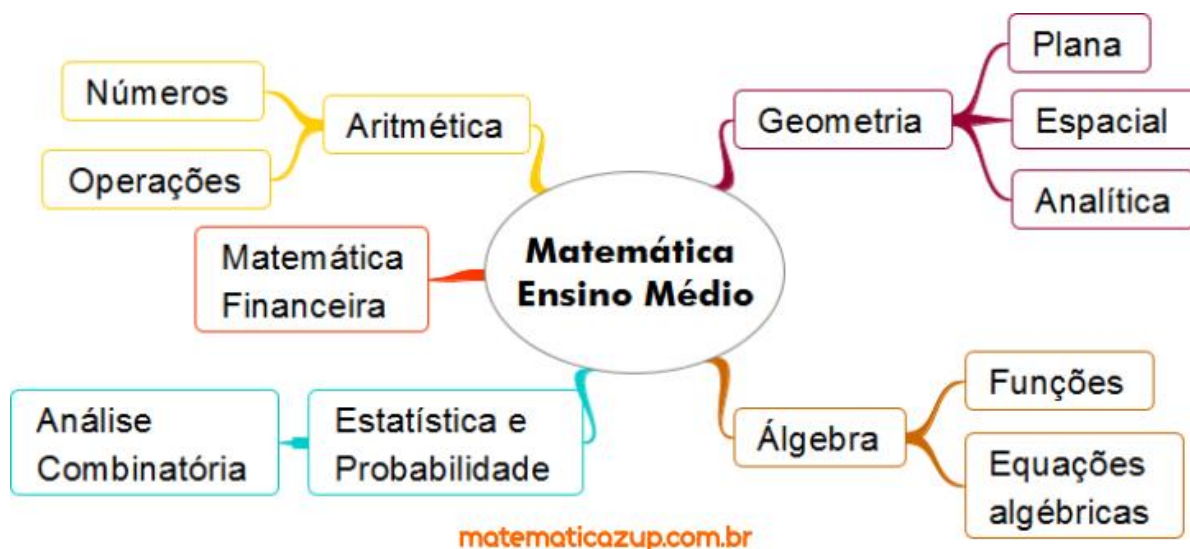 Matemática
Ensino Médio
Aritmética
Números
Operações
Matemática
Financeira
Estatística e
Probabilidade
Análise
Combinatória
Geometria
Plana
Espacial
Analítica
Álgebra
Funções
Equações
algébricas
matematicazup.com.br